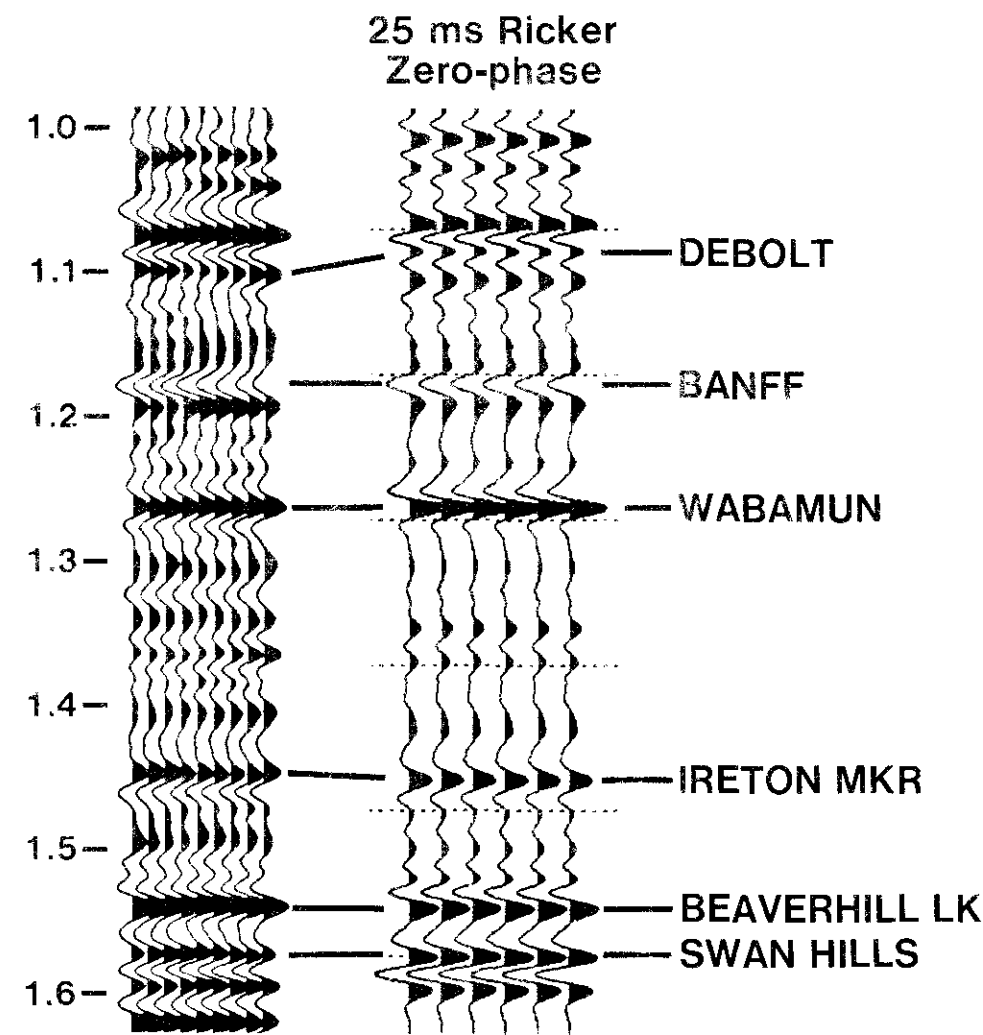 25 ms Ricker
Zero-phase
1.0
1.1
1.2
1.3
1.4
1.5
1.6
DEBOLT
BANFF
WABAMUN
IRETON MKR
BEAVERHILL LK
SWAN HILLS